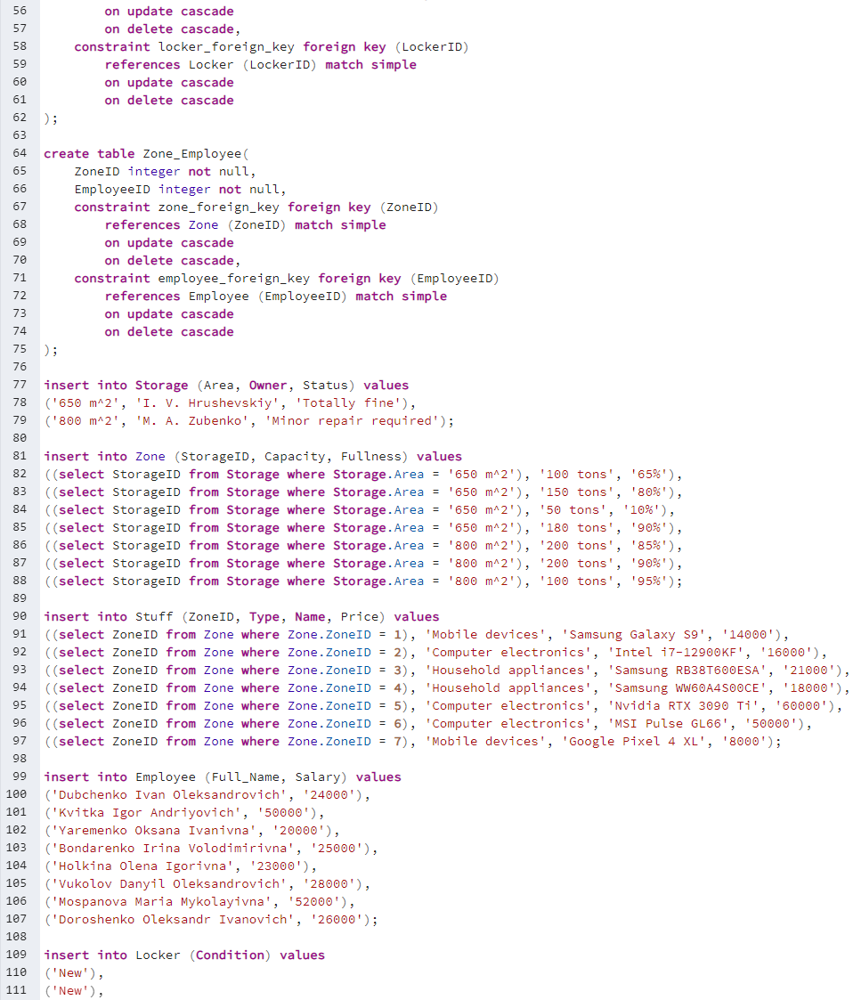 56         on update cascade
57         on delete cascade,
58     constraint locker_foreign_key foreign key (LockerID)
59         references Locker (LockerID) match simple
60         on update cascade
61         on delete cascade
62 );
63
64 create table Zone_Employee(
65     ZoneID integer not null,
66     EmployeeID integer not null,
67     constraint zone_foreign_key foreign key (ZoneID)
68         references Zone (ZoneID) match simple
69         on update cascade
70         on delete cascade,
71     constraint employee_foreign_key foreign key (EmployeeID)
72         references Employee (EmployeeID) match simple
73         on update cascade
74         on delete cascade
75 );
76
77 insert into Storage (Area, Owner, Status) values
78 ('650 m^2', 'I. V. Hrushevskiy', 'Totally fine'),
79 ('800 m^2', 'M. A. Zubenko', 'Minor repair required');
80
81 insert into Zone (StorageID, Capacity, Fullness) values
82 ((select StorageID from Storage where Storage.Area = '650 m^2'), '100 tons', '65%'),
83 ((select StorageID from Storage where Storage.Area = '650 m^2'), '150 tons', '80%'),
84 ((select StorageID from Storage where Storage.Area = '650 m^2'), '50 tons', '10%'),
85 ((select StorageID from Storage where Storage.Area = '650 m^2'), '180 tons', '90%'),
86 ((select StorageID from Storage where Storage.Area = '800 m^2'), '200 tons', '85%'),
87 ((select StorageID from Storage where Storage.Area = '800 m^2'), '200 tons', '90%'),
88 ((select StorageID from Storage where Storage.Area = '800 m^2'), '100 tons', '95%');
89
90 insert into Stuff (ZoneID, Type, Name, Price) values
91 ((select ZoneID from Zone where Zone.ZoneID = 1), 'Mobile devices', 'Samsung Galaxy S9', '14000'),
92 ((select ZoneID from Zone where Zone.ZoneID = 2), 'Computer electronics', 'Intel i7-12900KF', '16000'),
93 ((select ZoneID from Zone where Zone.ZoneID = 3), 'Household appliances', 'Samsung RB38T600ESA', '21000'),
94 ((select ZoneID from Zone where Zone.ZoneID = 4), 'Household appliances', 'Samsung WW60A4S00CE', '18000'),
95 ((select ZoneID from Zone where Zone.ZoneID = 5), 'Computer electronics', 'Nvidia RTX 3090 Ti', '60000'),
96 ((select ZoneID from Zone where Zone.ZoneID = 6), 'Computer electronics', 'MSI Pulse GL66', '50000'),
97 ((select ZoneID from Zone where Zone.ZoneID = 7), 'Mobile devices', 'Google Pixel 4 XL', '8000');
98
99 insert into Employee (Full_Name, Salary) values
100 ('Dubchenko Ivan Oleksandrovich', '24000'),
101 ('Kvitka Igor Andriyovich', '50000'),
102 ('Yaremenko Oksana Ivanivna', '20000'),
103 ('Bondarenko Irina Volodimirivna', '25000'),
104 ('Holkina Olena Igorivna', '23000'),
105 ('Vukolov Danyil Oleksandrovich', '28000'),
106 ('Mospanova Maria Mykolayivna', '52000'),
107 ('Doroshenko Oleksandr Ivanovich', '26000');
108
109 insert into Locker (Condition) values
110 ('New'),
111 ('New'),